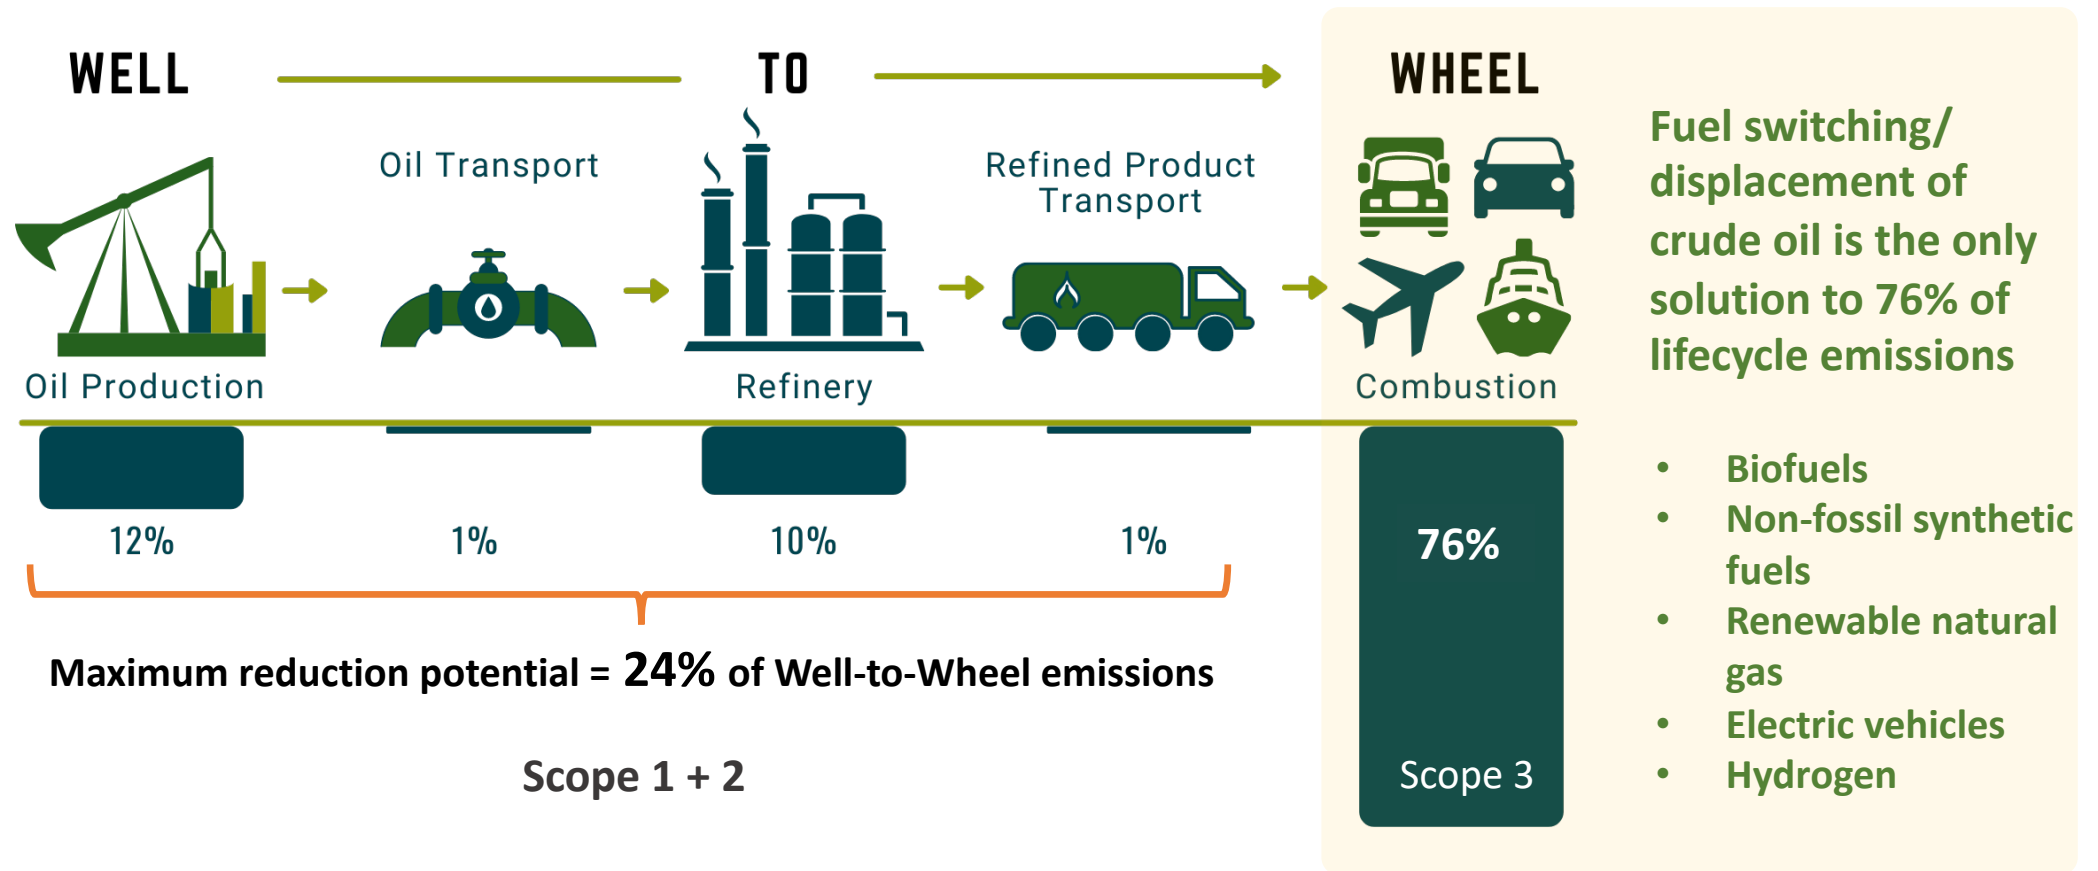 WELL
TO
WHEEL
Oil Transport
Refined Product
Transport
Oil Production
Refinery
Combustion
12%
1%
10%
1%
76%
Maximum reduction potential = 24% of Well-to-Wheel emissions
Scope 1 + 2
Scope 3
Fuel switching/
displacement of
crude oil is the only
solution to 76% of
lifecycle emissions
• Biofuels
• Non-fossil synthetic
fuels
• Renewable natural
gas
• Electric vehicles
• Hydrogen